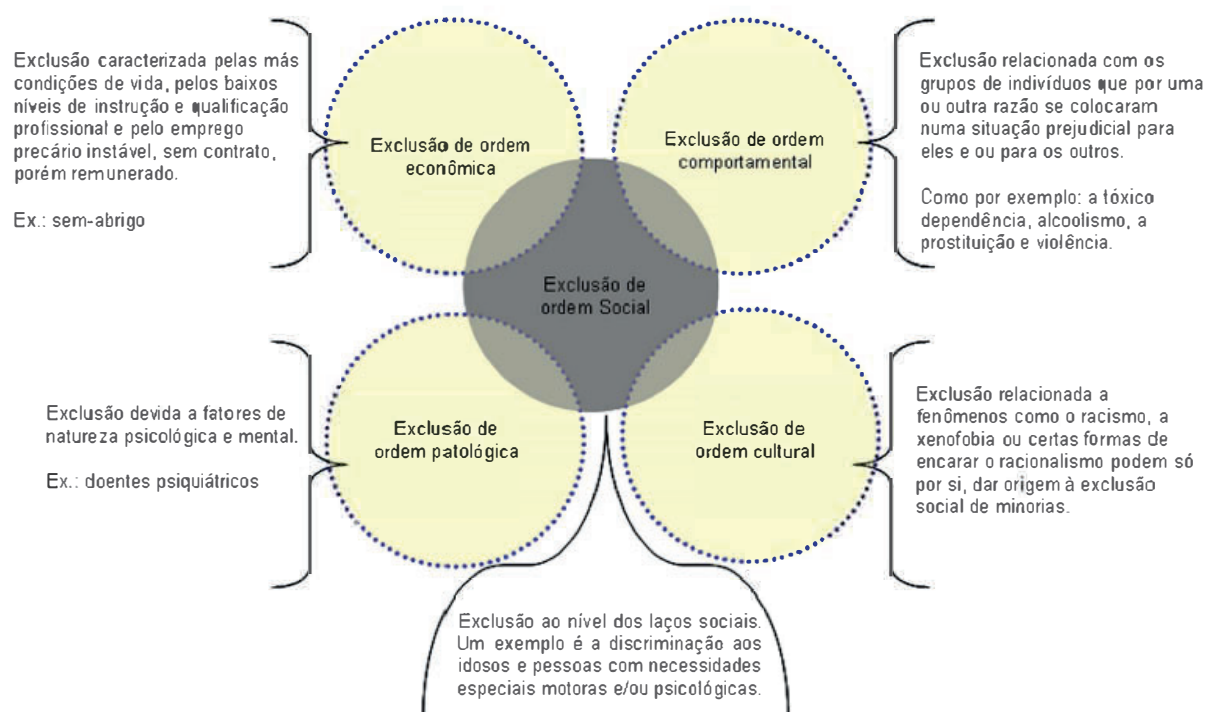 Exclusão caracterizada pelas más
condições de vida, pelos baixos
níveis de instrução e qualificação
profissional e pelo emprego
precário instável, sem contrato,
porém remunerado.
Ex.: sem-abrigo
Exclusão de ordem
econômica
Exclusão de ordem
comportamental
Exclusão relacionada com os
grupos de indivíduos que por uma
ou outra razão se colocaram
numa situação prejudicial para
eles e ou para os outros.
Como por exemplo: a tóxico
dependência, alcoolismo, a
prostituição e violência.
Exclusão de
ordem Social
Exclusão devida a fatores de
natureza psicológica e mental.
Ex.: doentes psiquiátricos
Exclusão de
ordem patológica
Exclusão de
ordem cultural
Exclusão relacionada a
fenômenos como o racismo, a
xenofobia ou certas formas de
encarar o racionalismo podem só
por si, dar origem à exclusão
social de minorias.
Exclusão ao nível dos laços sociais.
Um exemplo é a discriminação aos
idosos e pessoas com necessidades
especiais motoras e/ou psicológicas.